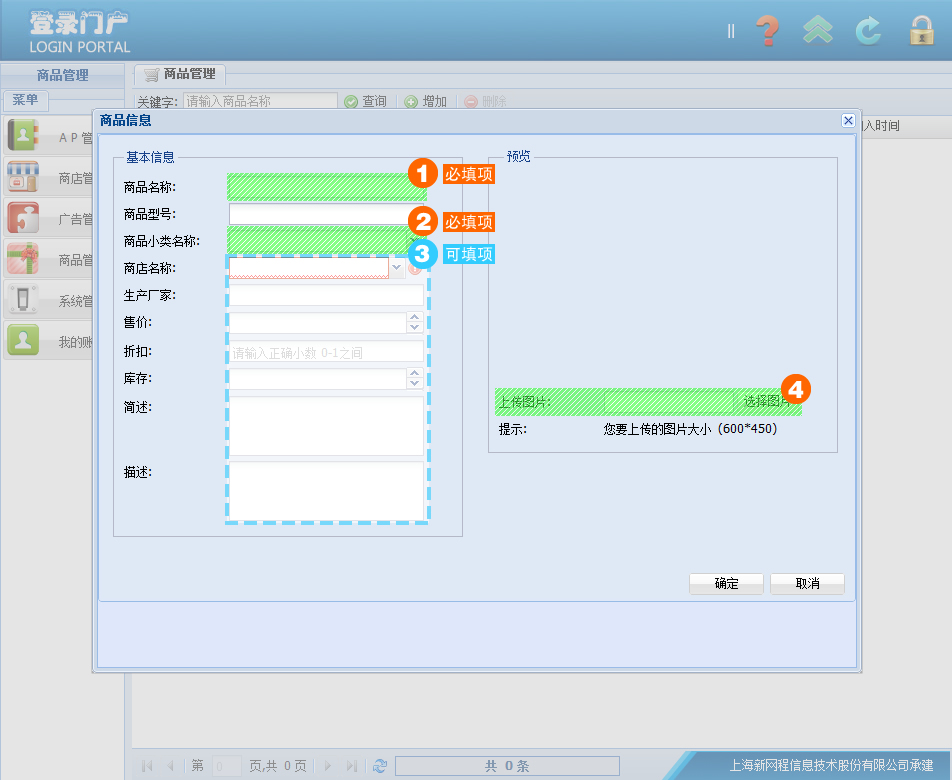 登录门户
LOGIN PORTAL
商品管理
商品管理
菜单
关键字: 请输入商品名称 查询 增加 删除
商品信息
入时间
AP管
商店管
广告管
商品管
系统管
我的账
基本信息
商品名称: 1 必填项
商品型号:
2 必填项
商品小类名称:
3 可填项
商店名称:
生产厂家:
售价:
折扣: 请输入正确小数 0-1之间
库存:
简述:
描述:
预览
4
上传图片: 选择图片
提示: 您要上传的图片大小（600*450）
确定 取消
第 0 页,共 0 页 共 0 条
上海新网程信息技术股份有限公司承建